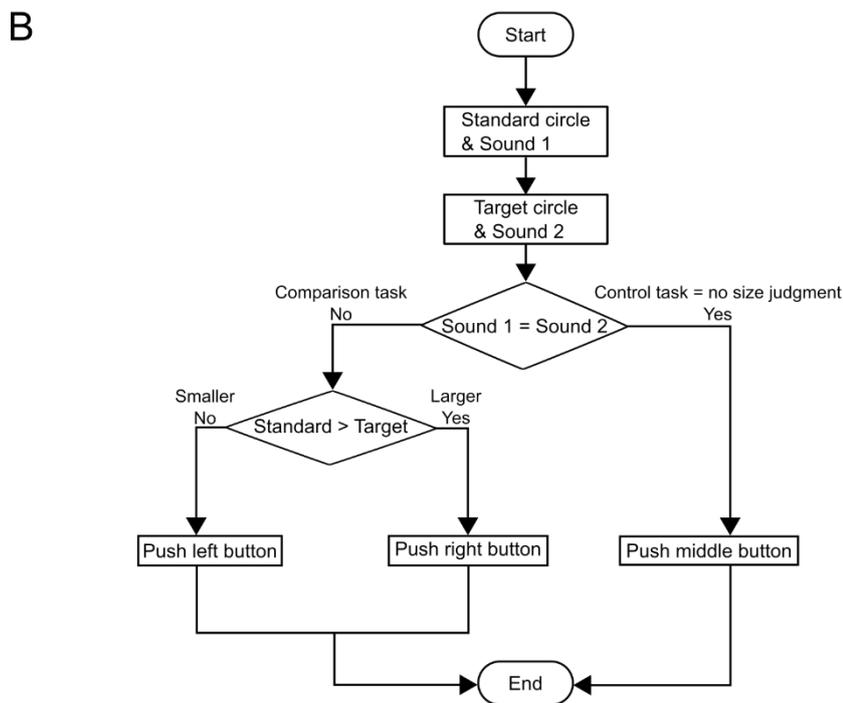 B
Start
Standard circle
& Sound 1
Target circle
& Sound 2
Comparison task
No
Sound 1 = Sound 2
Control task = no size judgment
Yes
Smaller
No
Standard > Target
Larger
Yes
Push left button
Push right button
Push middle button
End